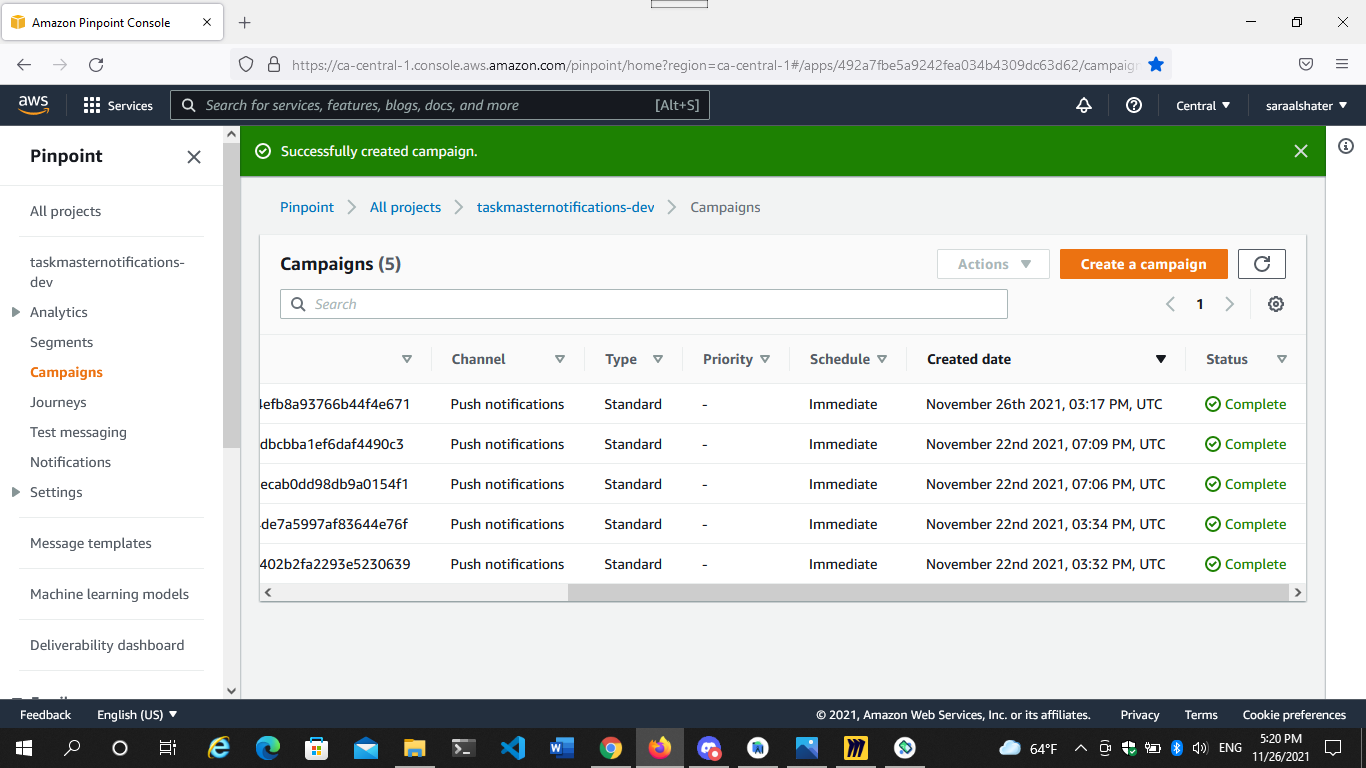 Amazon Pinpoint Console
https://ca-central-1.console.aws.amazon.com/pinpoint/home?region=ca-central-1#/apps/492a7fbe5a9242fea034b4309dc63d62/campaign
aws
Services
Search for services, features, blogs, docs, and more [Alt+S]
Central
saraalshater
Pinpoint
All projects
taskmasternotifications-
dev
Analytics
Segments
Campaigns
Journeys
Test messaging
Notifications
Settings
Message templates
Machine learning models
Deliverability dashboard
Successfully created campaign.
Pinpoint All projects taskmasternotifications-dev Campaigns
Campaigns (5)
Actions
Create a campaign
Search
1
Channel Type Priority Schedule Created date Status
4efb8a93766b44f4e671 Push notifications Standard - Immediate November 26th 2021, 03:17 PM, UTC Complete
dbcbba1ef6daf4490c3 Push notifications Standard - Immediate November 22nd 2021, 07:09 PM, UTC Complete
ecab0dd98db9a0154f1 Push notifications Standard - Immediate November 22nd 2021, 07:06 PM, UTC Complete
de7a5997af83644e76f Push notifications Standard - Immediate November 22nd 2021, 03:34 PM, UTC Complete
402b2fa2293e5230639 Push notifications Standard - Immediate November 22nd 2021, 03:32 PM, UTC Complete
Feedback
English (US)
© 2021, Amazon Web Services, Inc. or its affiliates.
Privacy
Terms
Cookie preferences
64°F
ENG
5:20 PM
11/26/2021